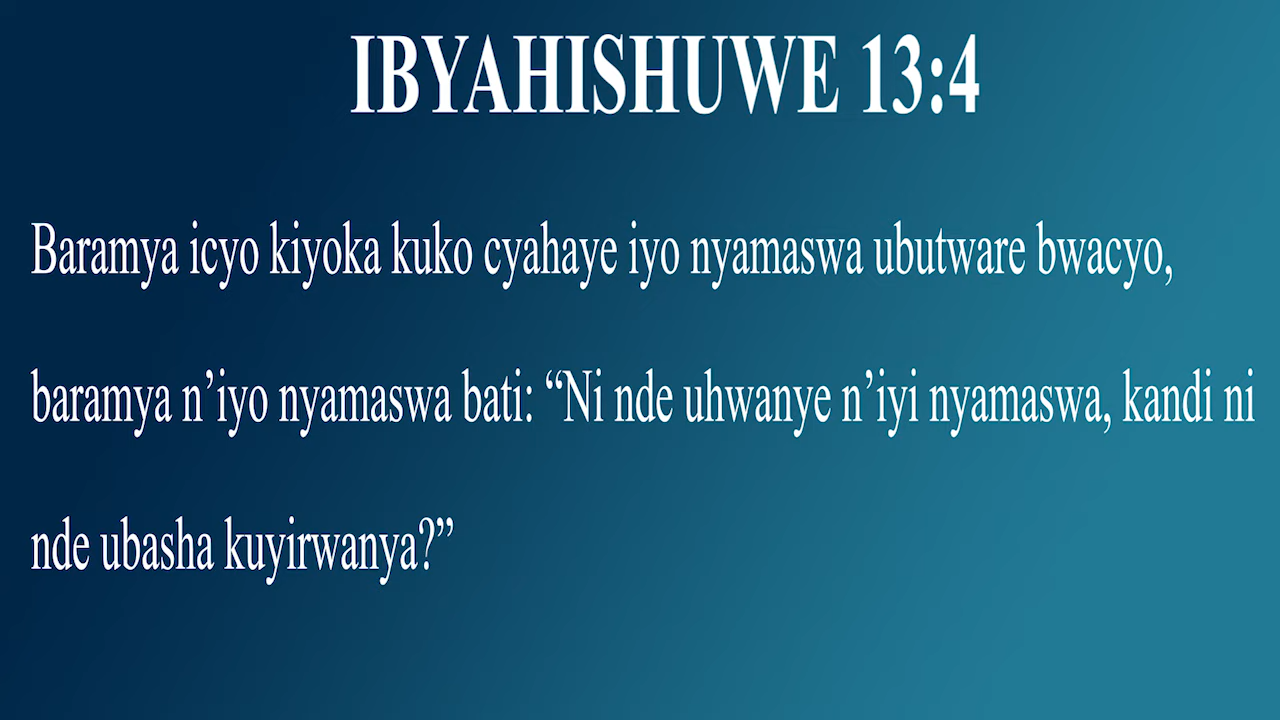 IBYAHISHUWE 13:4
Baramya icyo kiyoka kuko cyahaye iyo nyamaswa ubutware bwacyo,
baramya n’iyo nyamaswa bati: “Ni nde uhwanye n’iyi nyamaswa, kandi ni
nde ubasha kuyirwanya?”